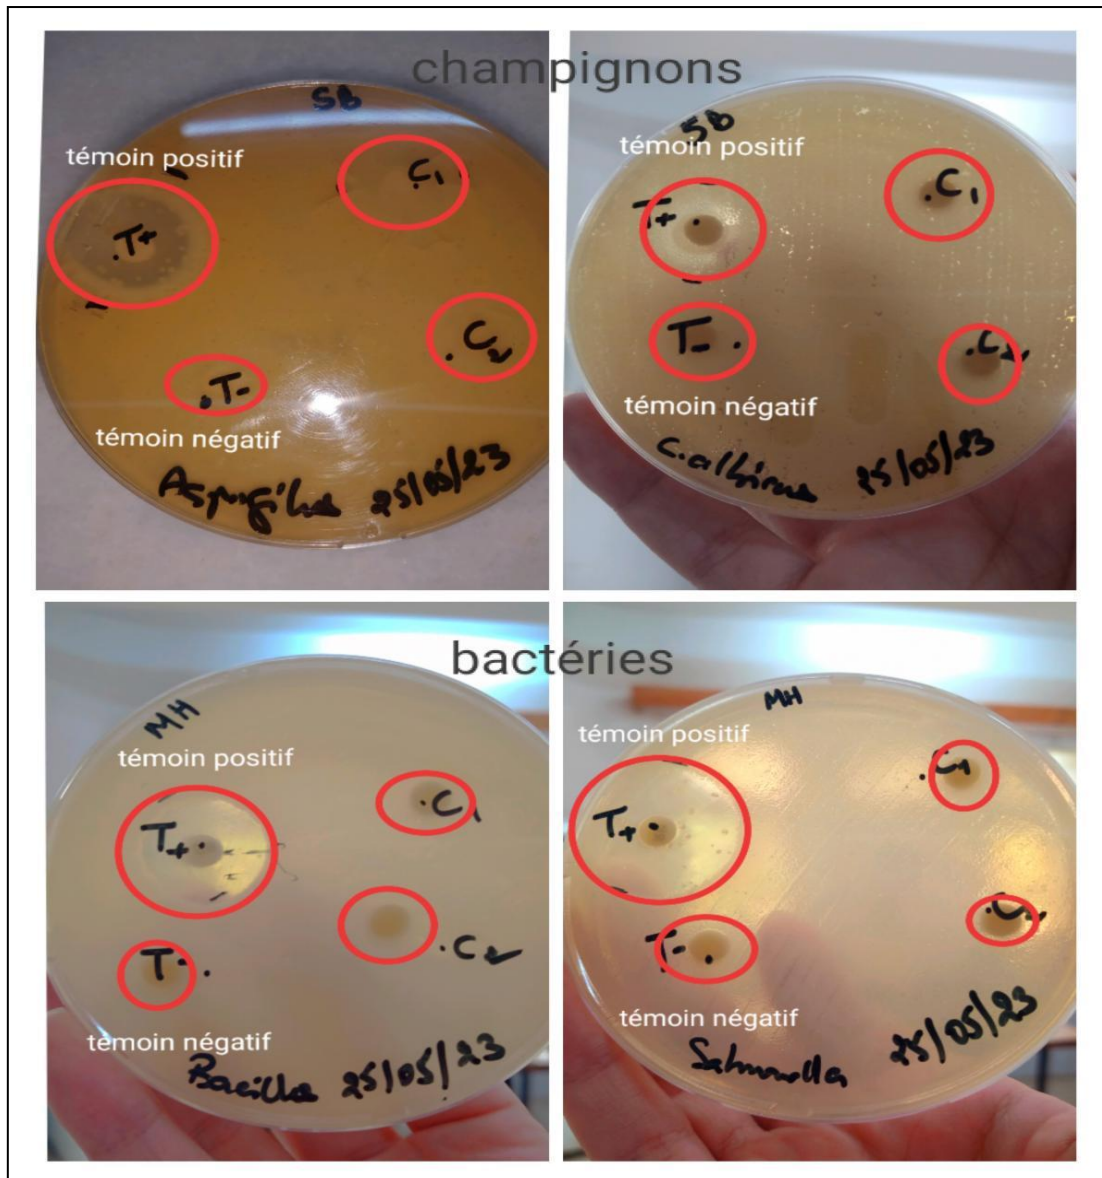 champignons
SB
témoin positif
T+
C1
C2
T-
témoin négatif
Aspergillus 25/05/23
SB
témoin positif
T+
C1
T-
C2
témoin négatif
C.albicans 25/05/23
bactéries
MH
témoin positif
T+
C1
C2
T-
témoin négatif
Bacillus 25/05/23
MH
témoin positif
T+
C1
T-
C2
témoin négatif
Salmonella 25/05/23